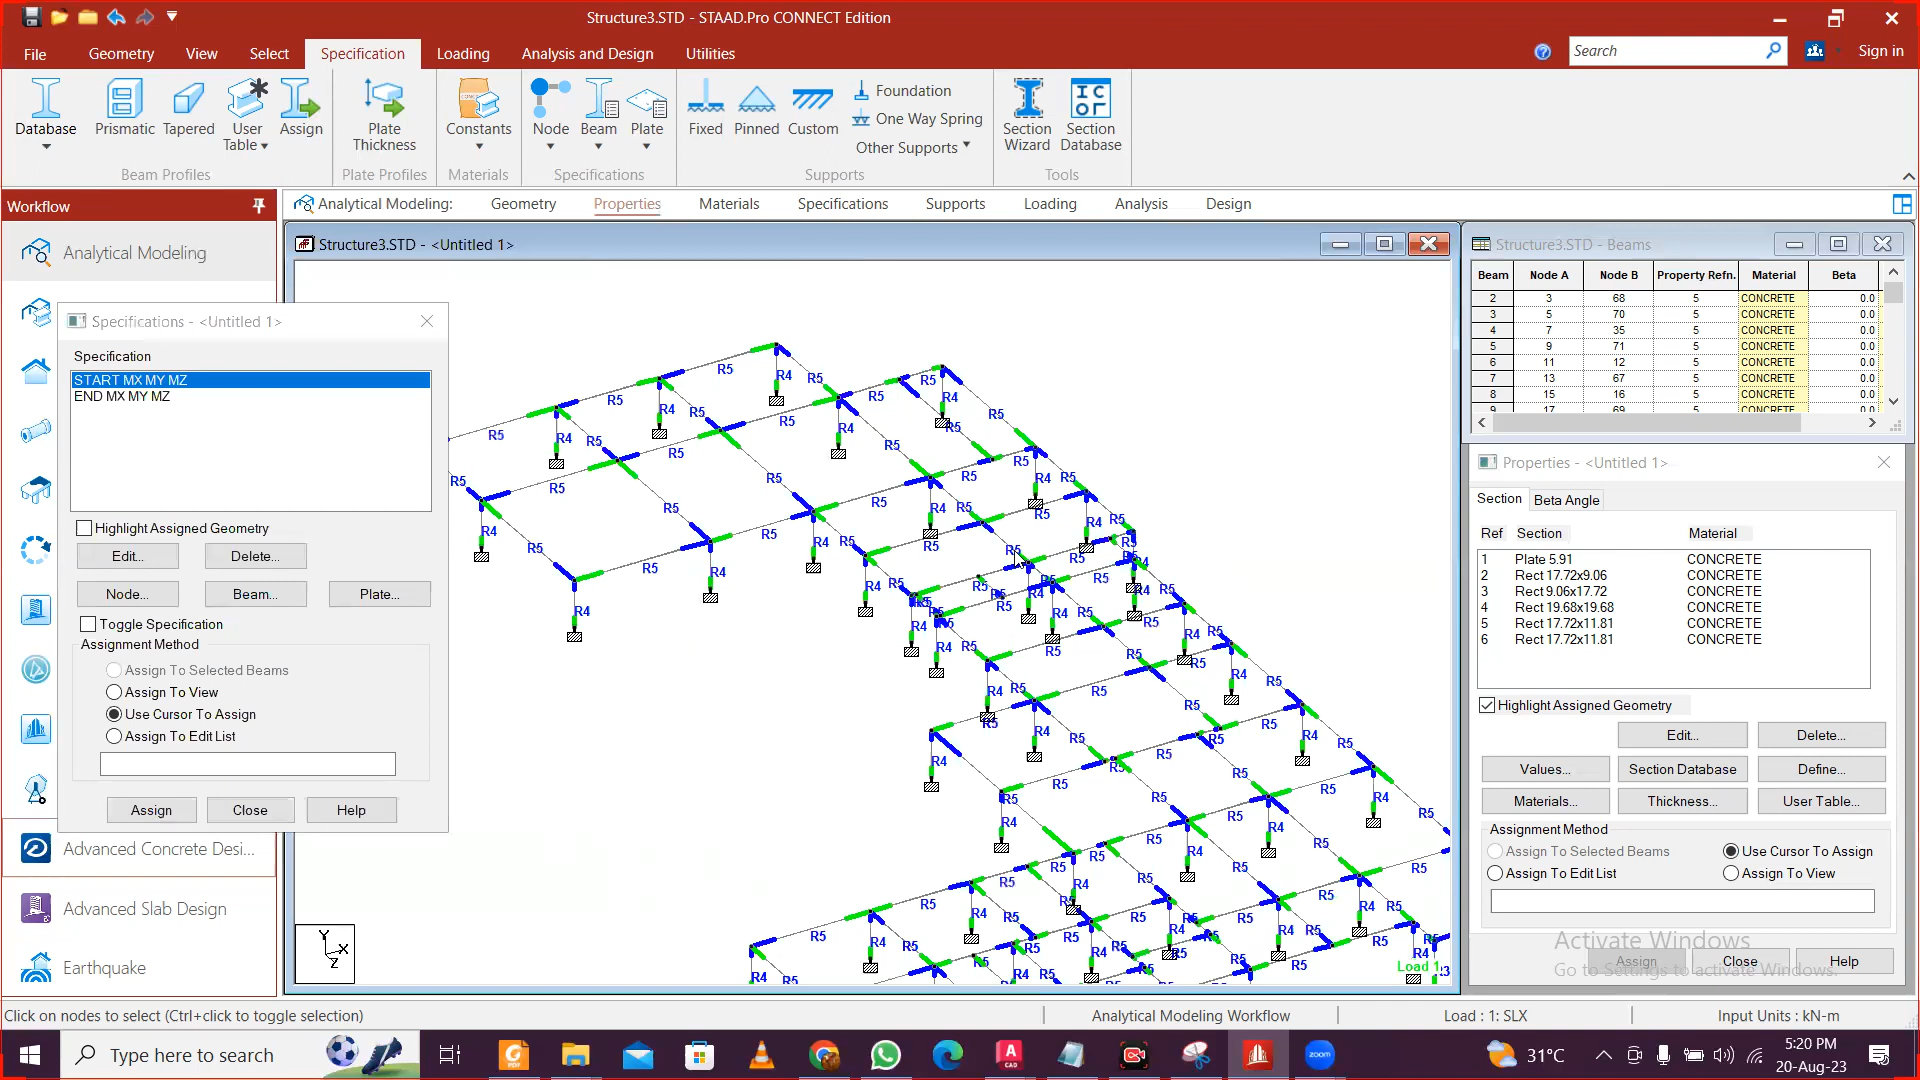 Structure3.STD - STAAD.Pro CONNECT Edition
File
Geometry
View
Select
Specification
Loading
Analysis and Design
Utilities
Search
Sign in
Database
Prismatic
Tapered
User
Table
Assign
Plate
Thickness
Constants
Node
Beam
Plate
Fixed
Pinned
Custom
Foundation
One Way Spring
Other Supports
Section
Wizard
Section
Database
Beam Profiles
Plate Profiles
Materials
Specifications
Supports
Tools
Workflow
Analytical Modeling:
Geometry
Properties
Materials
Specifications
Supports
Loading
Analysis
Design
Analytical Modeling
Advanced Concrete Desi...
Advanced Slab Design
Earthquake
Specifications - <Untitled 1>
Specification
START MX MY MZ
END MX MY MZ
Highlight Assigned Geometry
Edit...
Delete...
Node...
Beam...
Plate...
Toggle Specification
Assignment Method
Assign To Selected Beams
Assign To View
Use Cursor To Assign
Assign To Edit List
Assign
Close
Help
Structure3.STD - <Untitled 1>
R5
R4
Y
X
Z
Load 1
Structure3.STD - Beams
Beam Node A Node B Property Refn. Material Beta
2 3 68 5 CONCRETE 0.0
3 5 70 5 CONCRETE 0.0
4 7 35 5 CONCRETE 0.0
5 9 71 5 CONCRETE 0.0
6 11 12 5 CONCRETE 0.0
7 13 67 5 CONCRETE 0.0
8 15 16 5 CONCRETE 0.0
9 17 69 5 CONCRETE 0.0
Properties - <Untitled 1>
Section
Beta Angle
Ref Section Material
1 Plate 5.91 CONCRETE
2 Rect 17.72x9.06 CONCRETE
3 Rect 9.06x17.72 CONCRETE
4 Rect 19.68x19.68 CONCRETE
5 Rect 17.72x11.81 CONCRETE
6 Rect 17.72x11.81 CONCRETE
Highlight Assigned Geometry
Edit...
Delete...
Values...
Section Database
Define...
Materials...
Thickness...
User Table...
Assignment Method
Assign To Selected Beams
Use Cursor To Assign
Assign To Edit List
Assign To View
Activate Windows
Go to Settings to activate Windows.
Assign
Close
Help
Click on nodes to select (Ctrl+click to toggle selection)
Analytical Modeling Workflow
Load : 1: SLX
Input Units : kN-m
Type here to search
zoom
31°C
5:20 PM
20-Aug-23